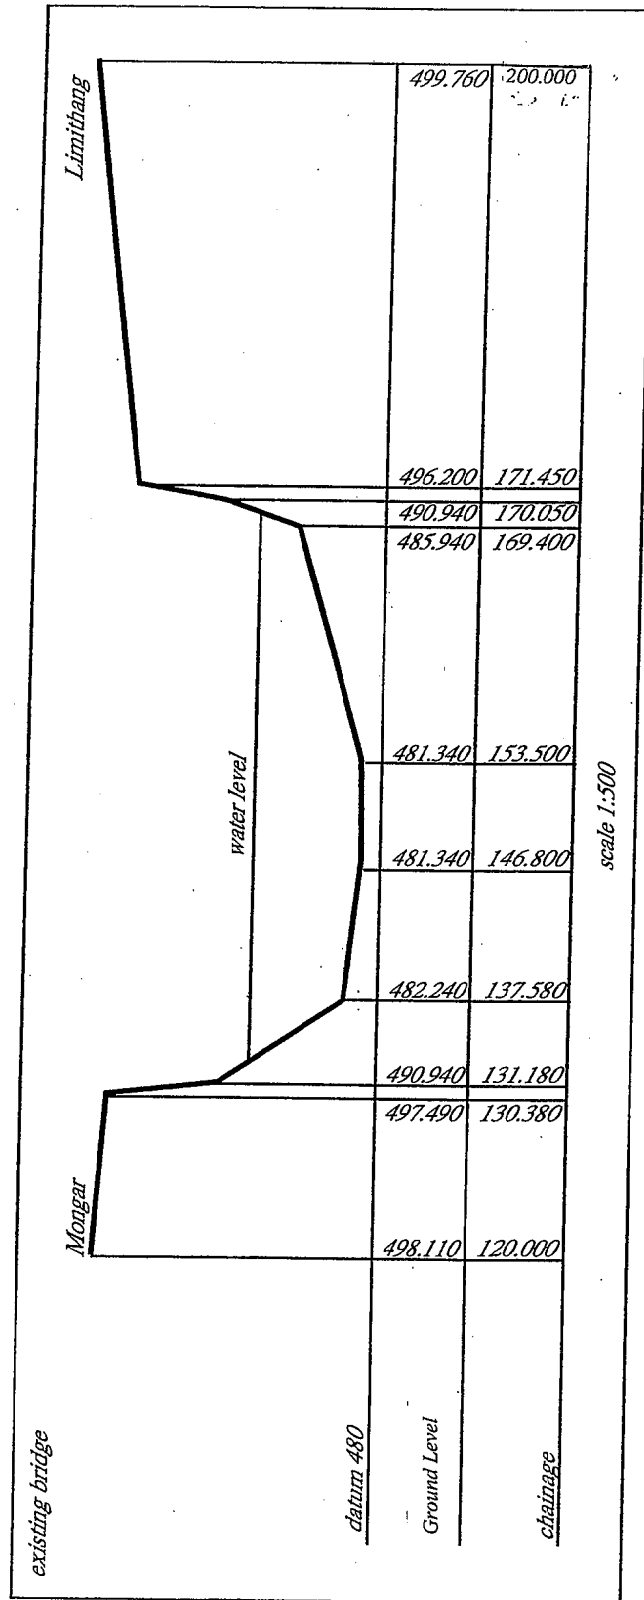 existing bridge
Mongar
Limithang
water level
datum 480
Ground Level
498.110 497.490 490.940 482.240 481.340 481.340 485.940 490.940 496.200 499.760
chainage
120.000 130.380 131.180 137.580 146.800 153.500 169.400 170.050 171.450 200.000
scale 1:500